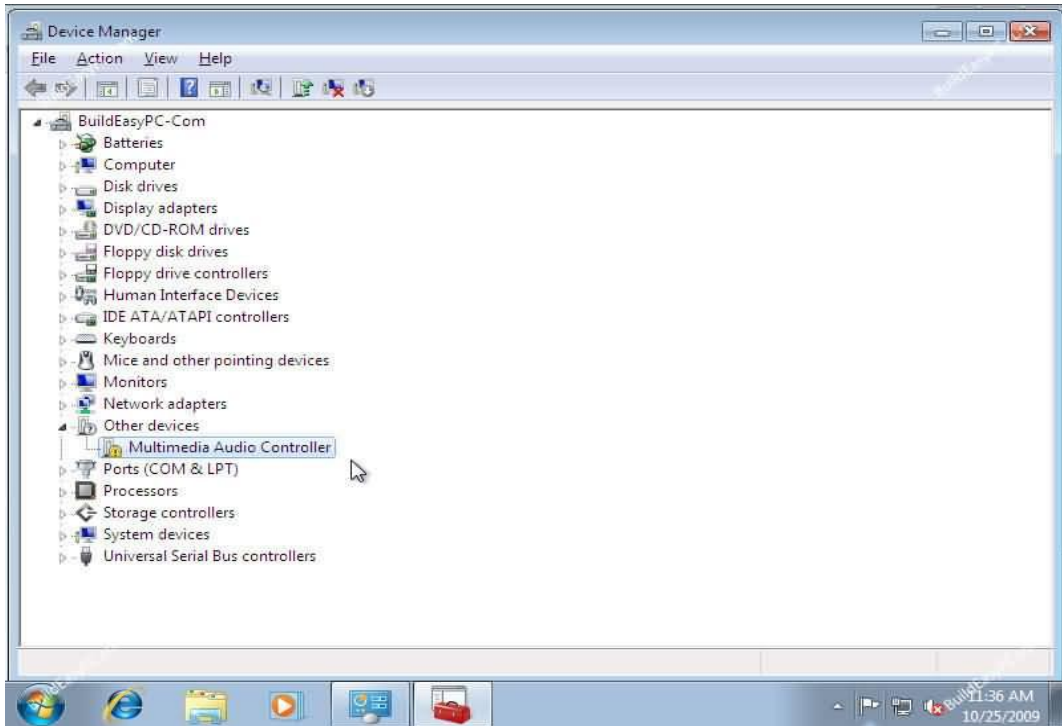 Device Manager
File Action View Help
BuildEasyPC-Com
Batteries
Computer
Disk drives
Display adapters
DVD/CD-ROM drives
Floppy disk drives
Floppy drive controllers
Human Interface Devices
IDE ATA/ATAPI controllers
Keyboards
Mice and other pointing devices
Monitors
Network adapters
Other devices
Multimedia Audio Controller
Ports (COM & LPT)
Processors
Storage controllers
System devices
Universal Serial Bus controllers
11:36 AM
10/25/2009